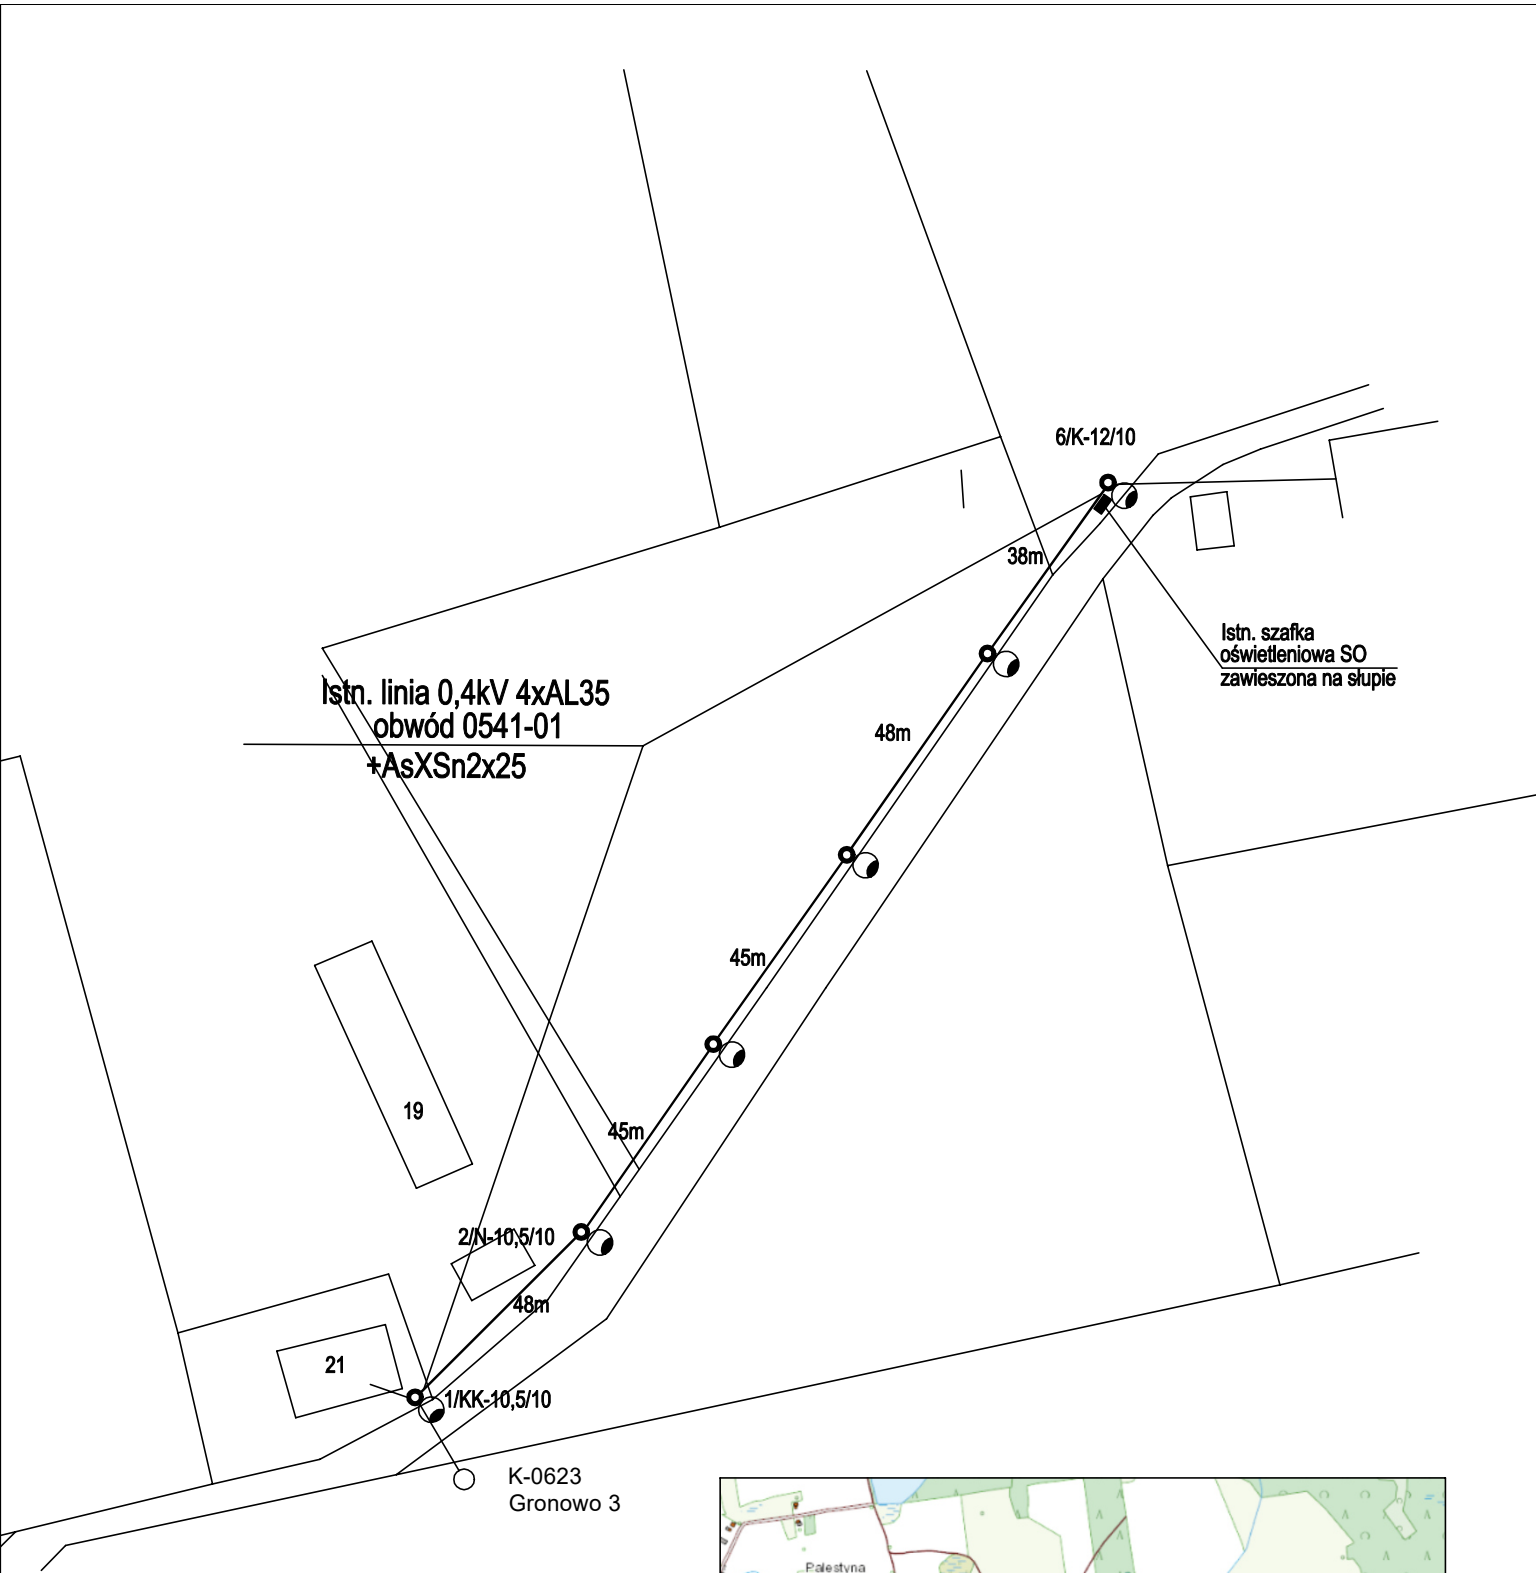 6/K-12/10
38m
Istn. szafka
oświetleniowa SO
zawieszona na słupie
Istn. linia 0,4kV 4xAL35
obwód 0541-01
+AsXSn2x25
48m
45m
19
45m
2/N-10,5/10
48m
21
1/KK-10,5/10
K-0623
Gronowo 3
Palestyna